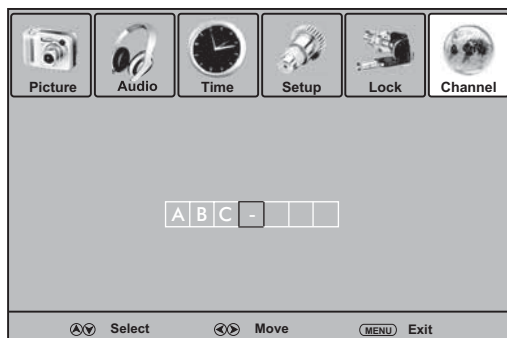 Picture Audio Time Setup Lock Channel
A B C -
Select Move MENU Exit